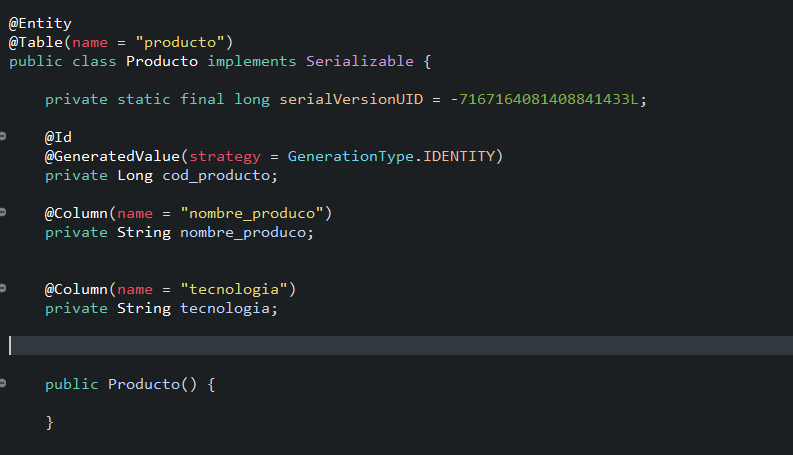 @Entity
@Table(name = "producto")
public class Producto implements Serializable {
private static final long serialVersionUID = -7167164081408841433L;
@Id
@GeneratedValue(strategy = GenerationType.IDENTITY)
private Long cod_producto;
@Column(name = "nombre_produco")
private String nombre_produco;
@Column(name = "tecnologia")
private String tecnologia;
public Producto() {
}